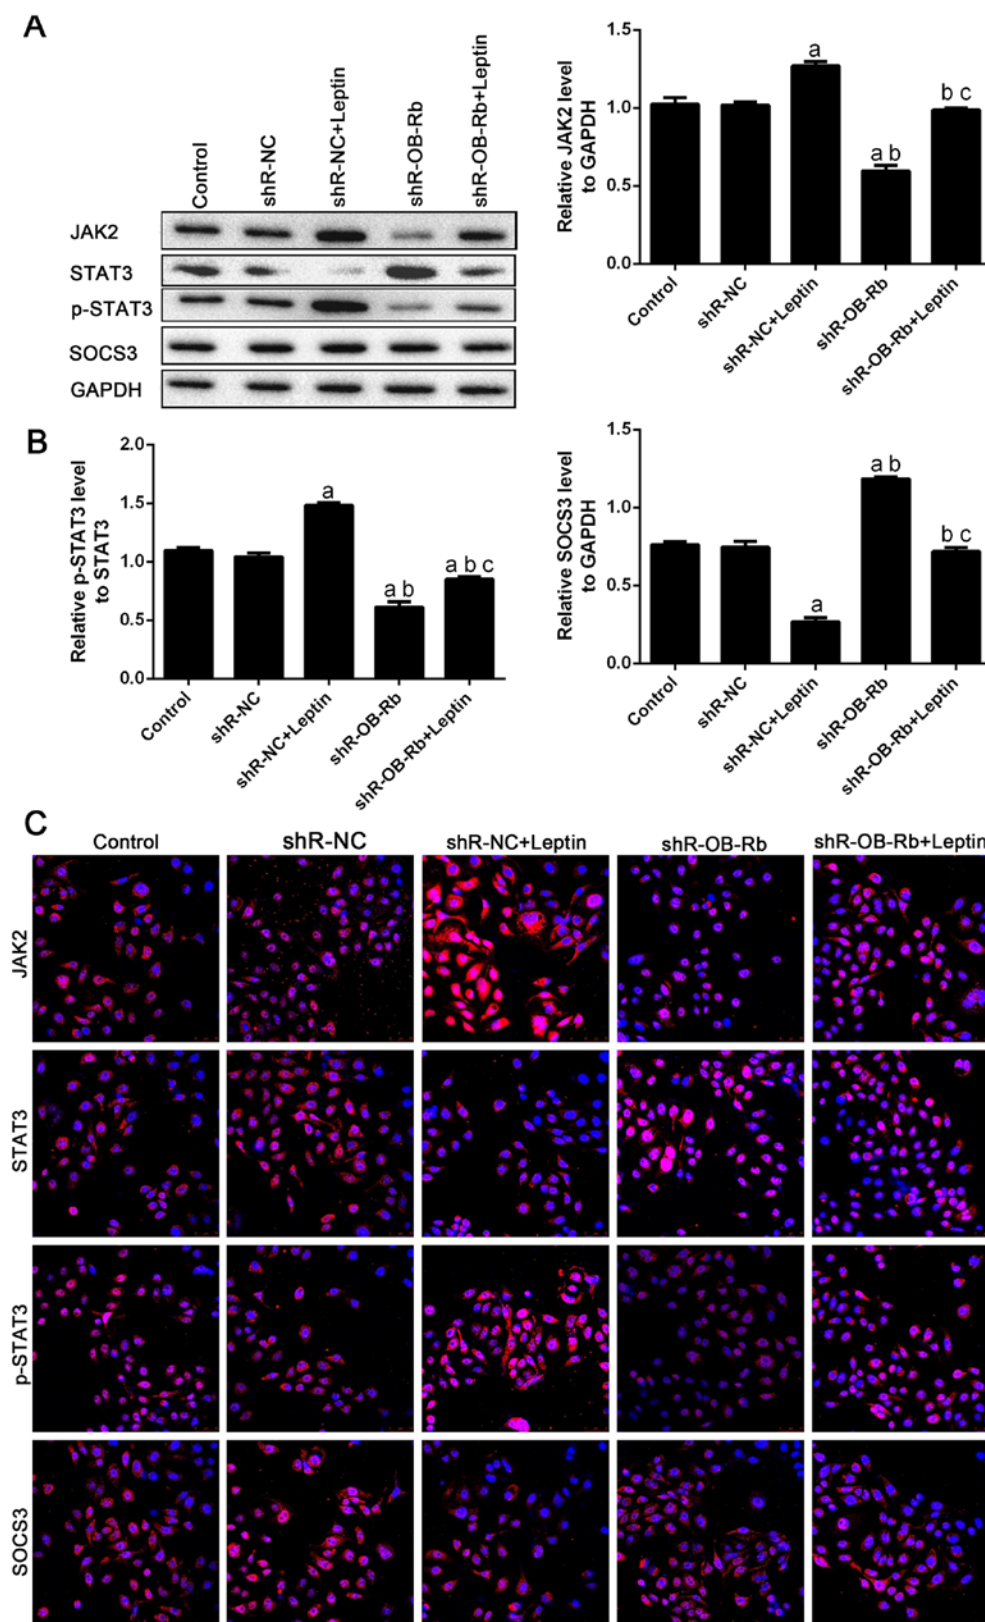 A
Control
shR-NC
shR-NC+Leptin
shR-OB-Rb
shR-OB-Rb+Leptin
JAK2
STAT3
p-STAT3
SOCS3
GAPDH
Relative JAK2 level
to GAPDH
1.5
1.0
0.5
0.0
a
a b
b c
Control
shR-NC
shR-NC+Leptin
shR-OB-Rb
shR-OB-Rb+Leptin
B
Relative p-STAT3 level
to STAT3
2.0
1.5
1.0
0.5
0.0
a
a b
a b c
Control
shR-NC
shR-NC+Leptin
shR-OB-Rb
shR-OB-Rb+Leptin
Relative SOCS3 level
to GAPDH
1.5
1.0
0.5
0.0
a
a b
b c
Control
shR-NC
shR-NC+Leptin
shR-OB-Rb
shR-OB-Rb+Leptin
C
Control
shR-NC
shR-NC+Leptin
shR-OB-Rb
shR-OB-Rb+Leptin
JAK2
STAT3
p-STAT3
SOCS3